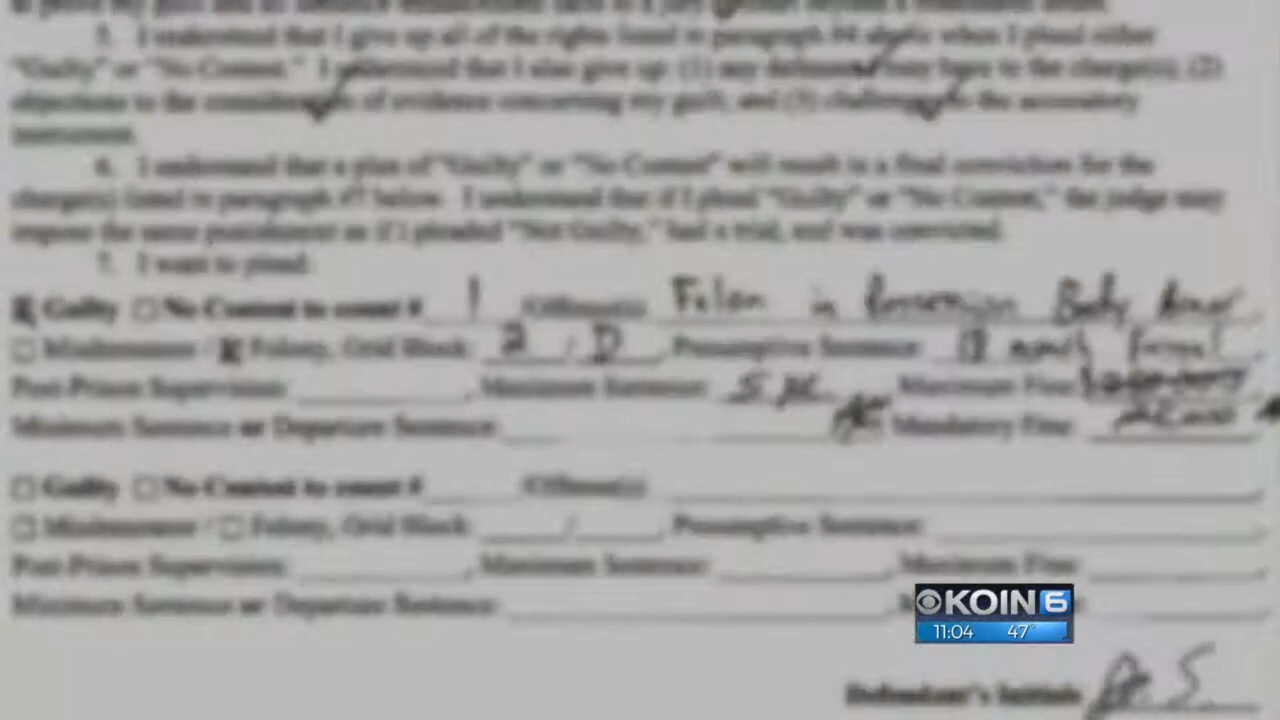 5. I understand that I give up all of the rights listed in paragraph #4 above when I plead either
"Guilty" or "No Contest." I understand that I also give up: (1) any defenses I may have to the charge(s); (2)
objections to the consideration of evidence concerning my guilt; and (3) challenges to the accusatory
instrument.
6. I understand that a plea of "Guilty" or "No Contest" will result in a final conviction for the
charge(s) listed in paragraph #7 below. I understand that if I plead "Guilty" or "No Contest," the judge may
impose the same punishment as if I pleaded "Not Guilty," had a trial, and was convicted.
7. I want to plead:
Guilty No Contest to count # 1 Offense(s) Felon in Possession Body Armor
Misdemeanor / Felony, Grid Block: 2 / D Presumptive Sentence: 18 month
Post-Prison Supervision: Maximum Sentence: 5 Maximum Fine:
Minimum Sentence or Departure Sentence: Mandatory Fine:
Guilty No Contest to count # Offense(s)
Misdemeanor / Felony, Grid Block: / Presumptive Sentence:
Post-Prison Supervision: Maximum Sentence: Maximum Fine:
Minimum Sentence or Departure Sentence:
KOIN 6
11:04 47°
Defendant's Initials